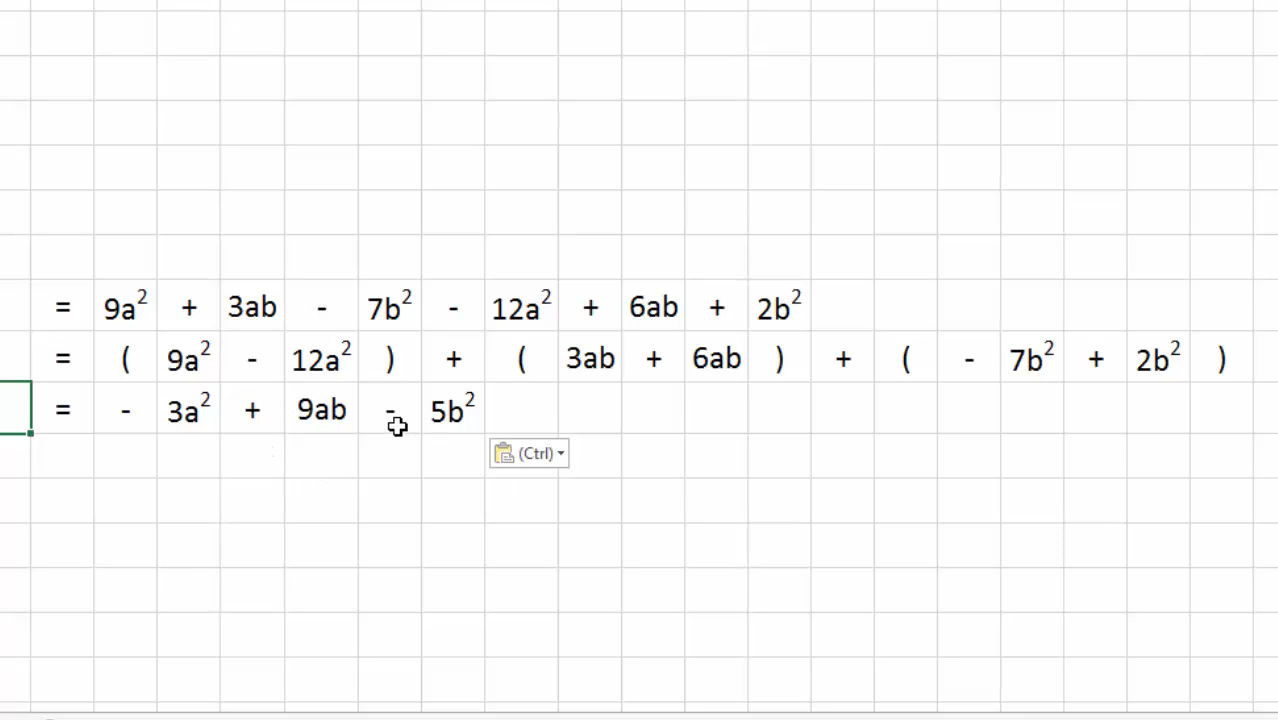 = 9a² + 3ab - 7b² - 12a² + 6ab + 2b²
= ( 9a² - 12a² ) + ( 3ab + 6ab ) + ( - 7b² + 2b² )
= - 3a² + 9ab - 5b²
(Ctrl)